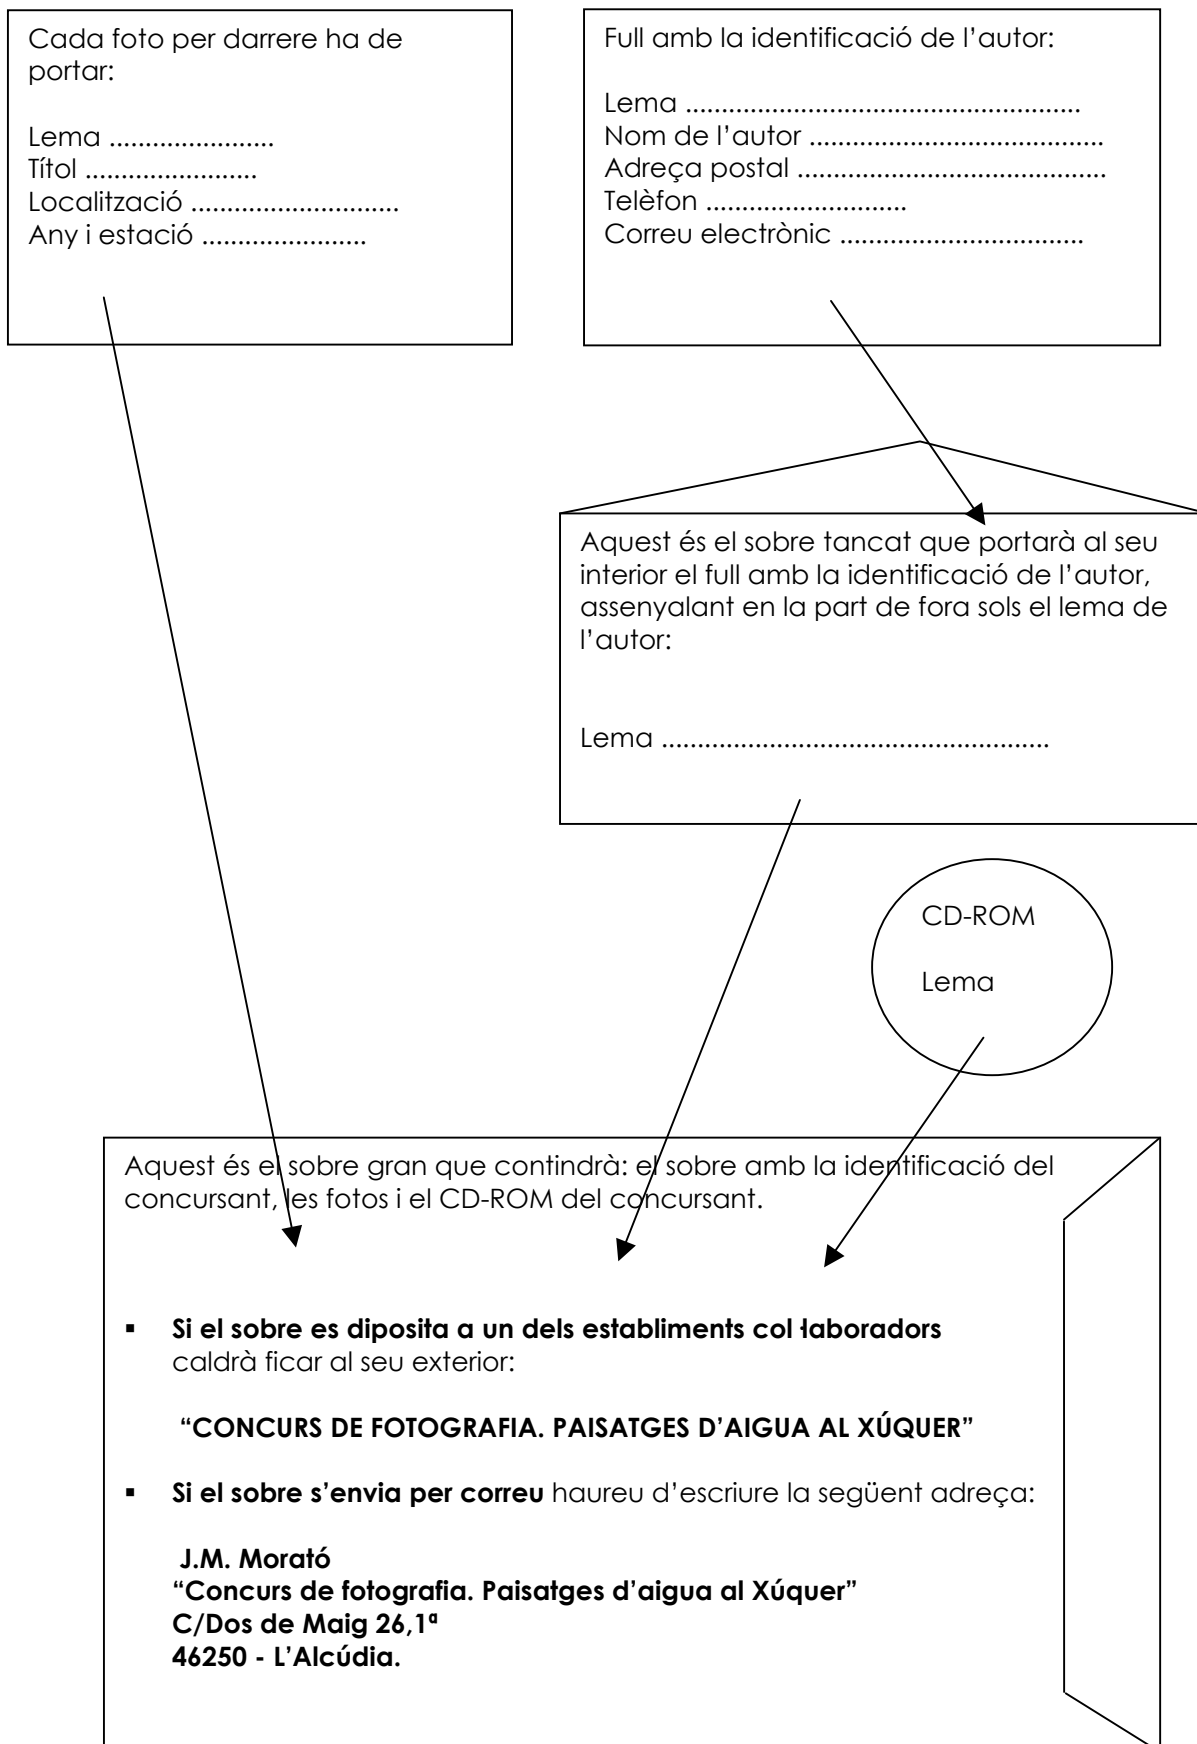 Cada foto per darrere ha de
portar:
Lema .......................
Títol ........................
Localització .............................
Any i estació .......................
Full amb la identificació de l’autor:
Lema .......................................................
Nom de l’autor .........................................
Adreça postal ...........................................
Telèfon ............................
Correu electrònic ..................................
Aquest és el sobre tancat que portarà al seu
interior el full amb la identificació de l’autor,
assenyalant en la part de fora sols el lema de
l’autor:
Lema ......................................................
CD-ROM
Lema
Aquest és el sobre gran que contindrà: el sobre amb la identificació del
concursant, les fotos i el CD-ROM del concursant.
▪ Si el sobre es diposita a un dels establiments col·laboradors
caldrà ficar al seu exterior:
“CONCURS DE FOTOGRAFIA. PAISATGES D’AIGUA AL XÚQUER”
▪ Si el sobre s’envia per correu haureu d’escriure la següent adreça:
J.M. Morató
“Concurs de fotografia. Paisatges d’aigua al Xúquer”
C/Dos de Maig 26,1ª
46250 - L’Alcúdia.